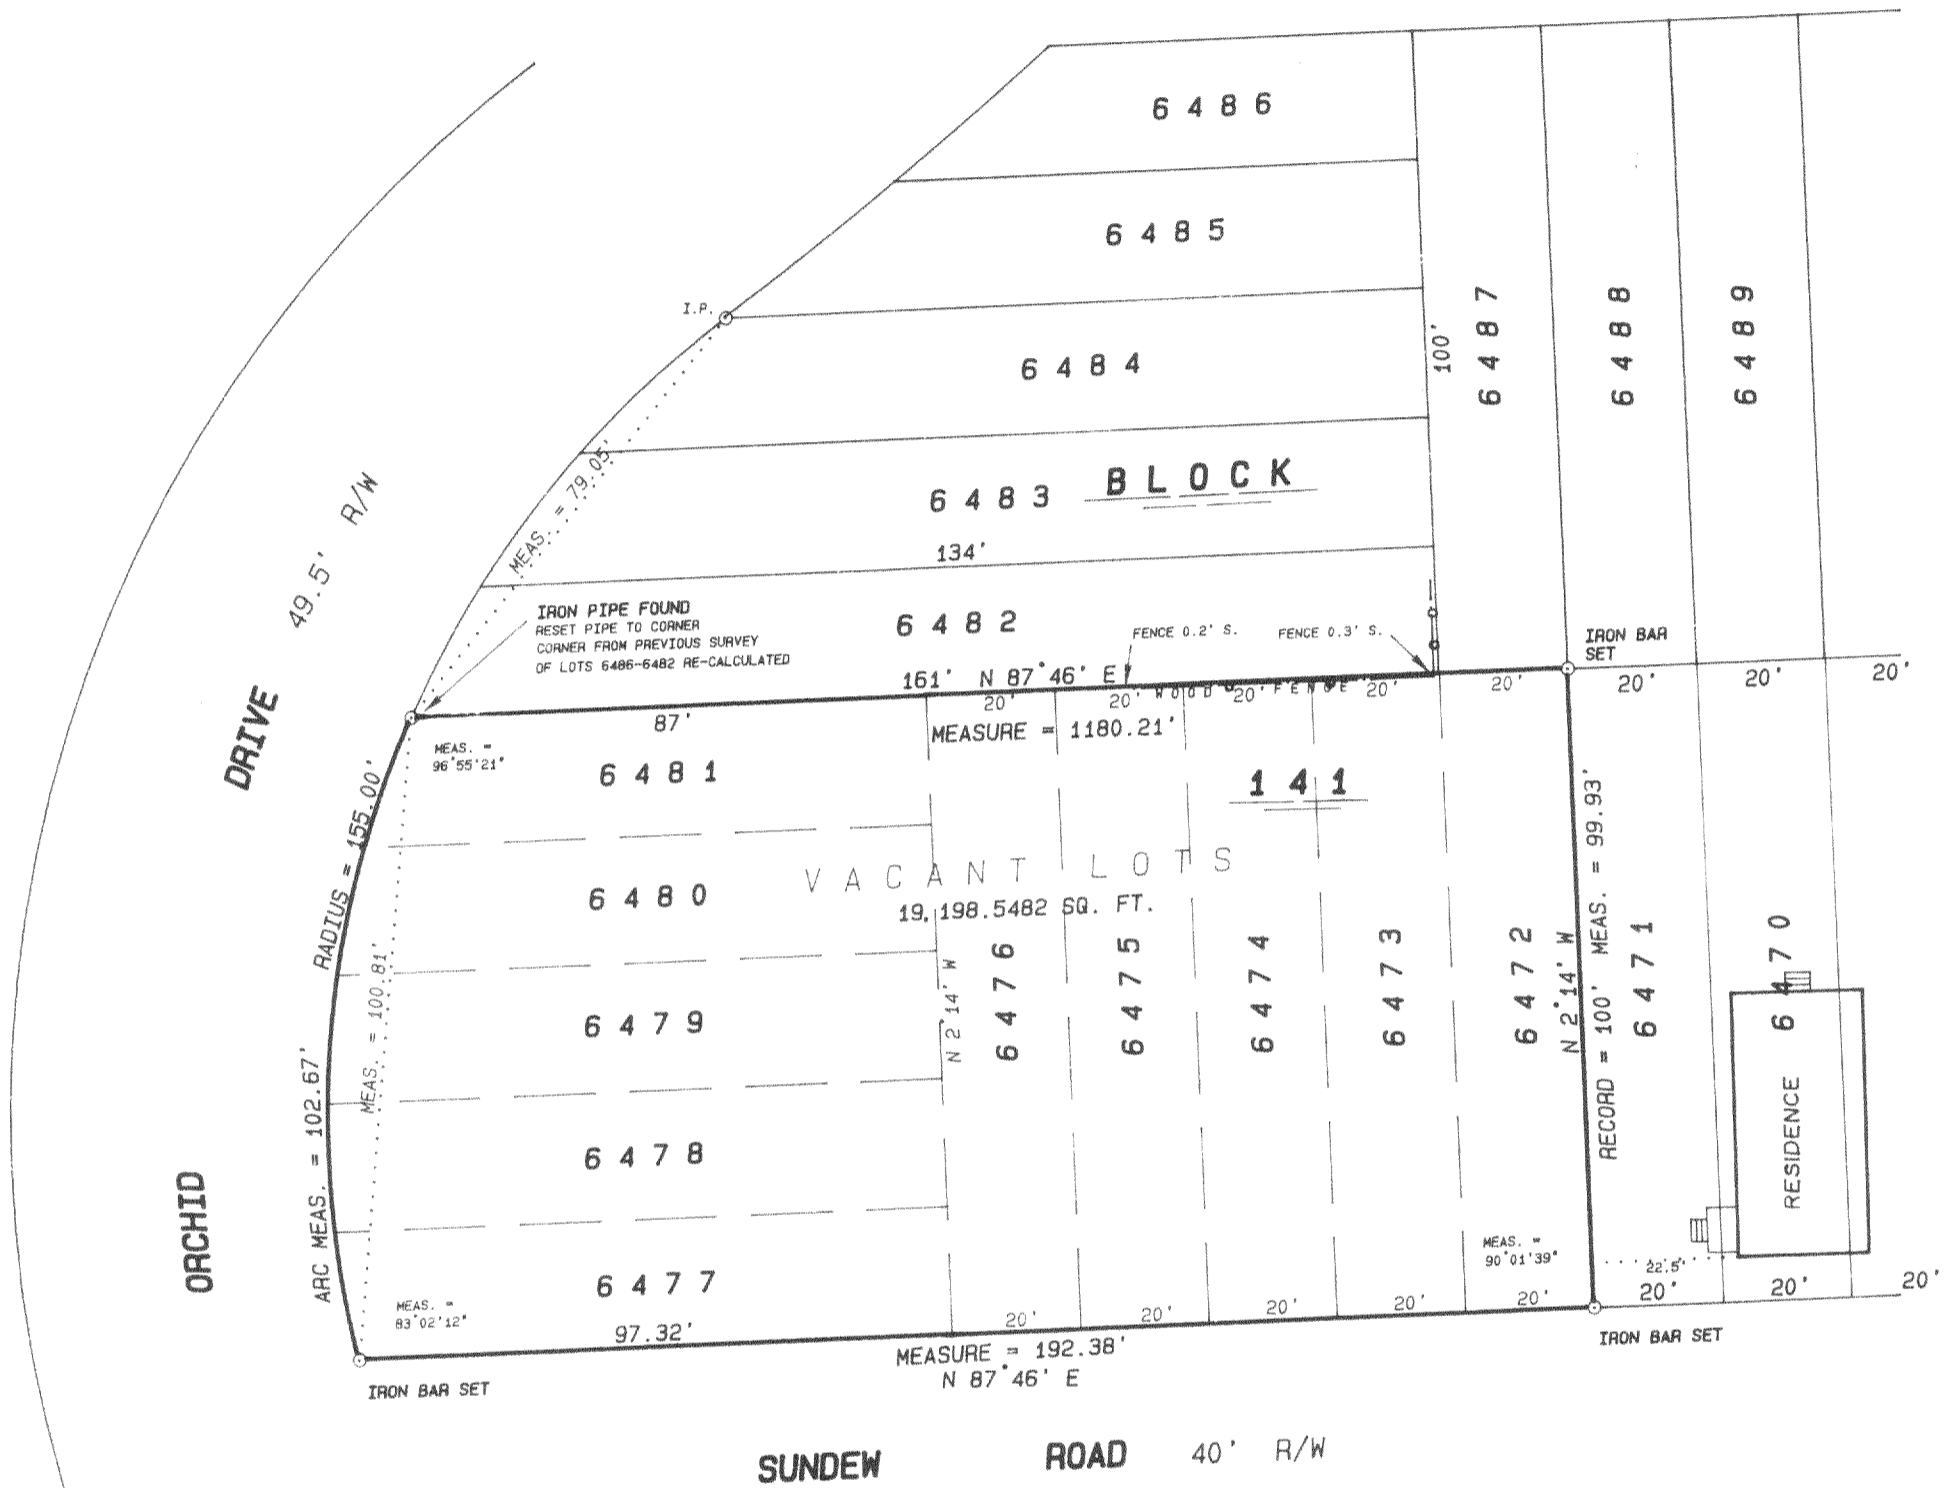 6486
6485
I.P.
6484
100'
6487
6488
6489
49.5' R/W
MEAS. = 79.05'
6483
BLOCK
134'
IRON PIPE FOUND
RESET PIPE TO CORNER
CORNER FROM PREVIOUS SURVEY
OF LOTS 6486-6482 RE-CALCULATED
6482
FENCE 0.2' S.
FENCE 0.3' S.
IRON BAR
SET
161' N 87°46' E
20'
20'
WOOD FENCE
20'
20'
20'
20'
20'
20'
DRIVE
87'
MEASURE = 1180.21'
MEAS. =
96°55'21"
6481
141
RADIUS = 155.00'
VACANT LOTS
19,198.5482 SQ. FT.
6480
MEAS. = 100.81'
N 2°14' W
6476
6475
6474
6473
6472
N 2°14' W
RECORD = 100' MEAS. = 99.93'
6471
6470
6479
ARC MEAS. = 102.67'
6478
RESIDENCE
ORCHID
6477
MEAS. =
90°01'39"
22.5'
MEAS. =
83°02'12"
97.32'
20'
20'
20'
20'
20'
20'
20'
20'
MEASURE = 192.38'
N 87°46' E
IRON BAR SET
IRON BAR SET
SUNDEW ROAD 40' R/W